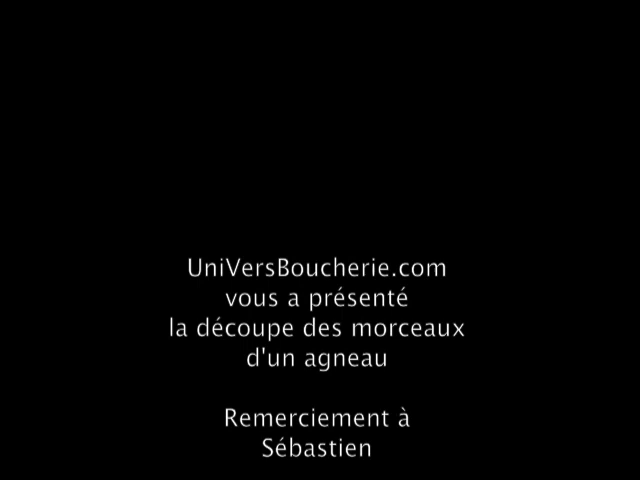 UniVersBoucherie.com
vous a présenté
la découpe des morceaux
d'un agneau
Remerciement à
Sébastien